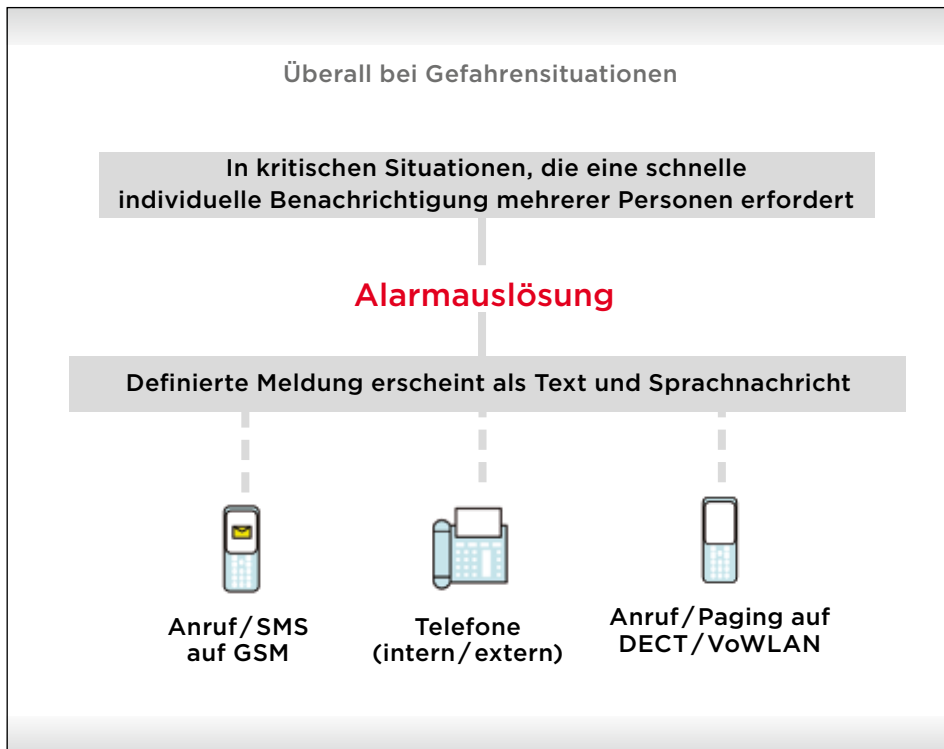 Überall bei Gefahrensituationen
In kritischen Situationen, die eine schnelle
individuelle Benachrichtigung mehrerer Personen erfordert
Alarmauslösung
Definierte Meldung erscheint als Text und Sprachnachricht
Anruf/SMS
auf GSM
Telefone
(intern/extern)
Anruf/Paging auf
DECT/VoWLAN